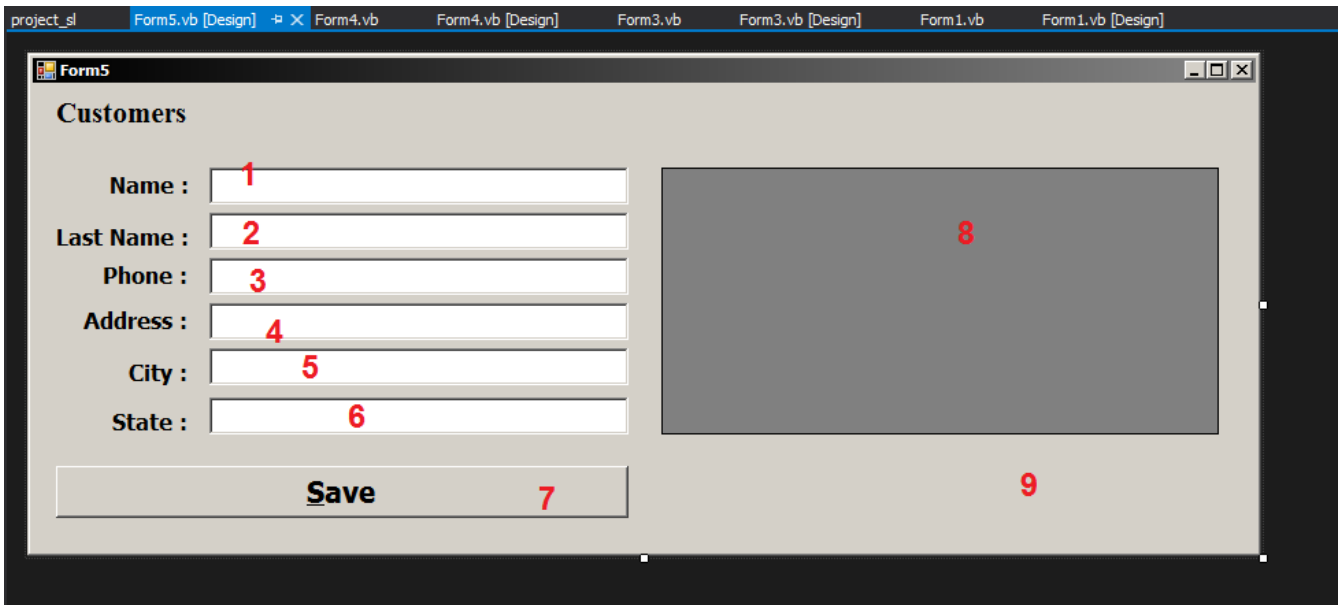 project_sl Form5.vb [Design] Form4.vb Form4.vb [Design] Form3.vb Form3.vb [Design] Form1.vb Form1.vb [Design]
Form5
Customers
Name : 1
Last Name : 2
Phone : 3
Address : 4
City : 5
State : 6
8
Save 7
9